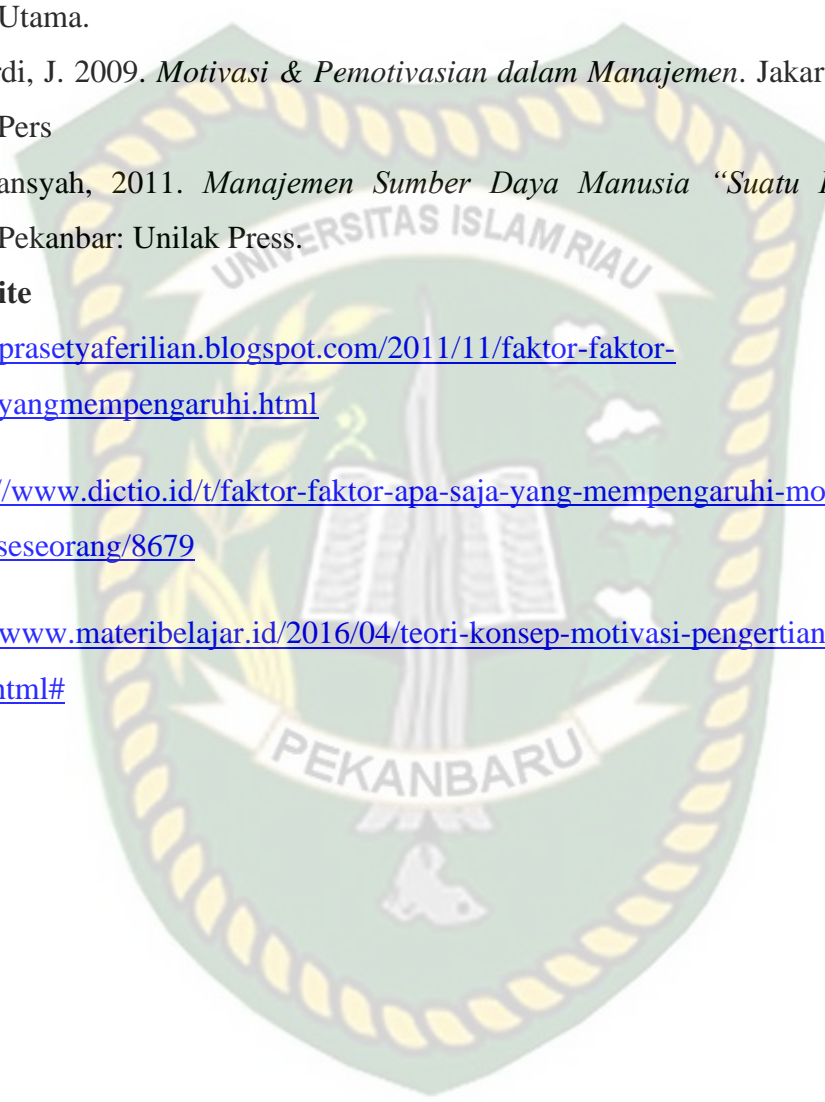 Utama.
rdi, J. 2009. Motivasi & Pemotivasian dalam Manajemen. Jakar
Pers
ansyah, 2011. Manajemen Sumber Daya Manusia “Suatu
Pekanbar: Unilak Press.
ite
prasetyaferilian.blogspot.com/2011/11/faktor-faktor-
yangmempengaruhi.html
//www.dictio.id/t/faktor-faktor-apa-saja-yang-mempengaruhi-mo
seseorang/8679
www.materibelajar.id/2016/04/teori-konsep-motivasi-pengertian
html#
UNIVERSITAS ISLAM RIAU
PEKANBARU